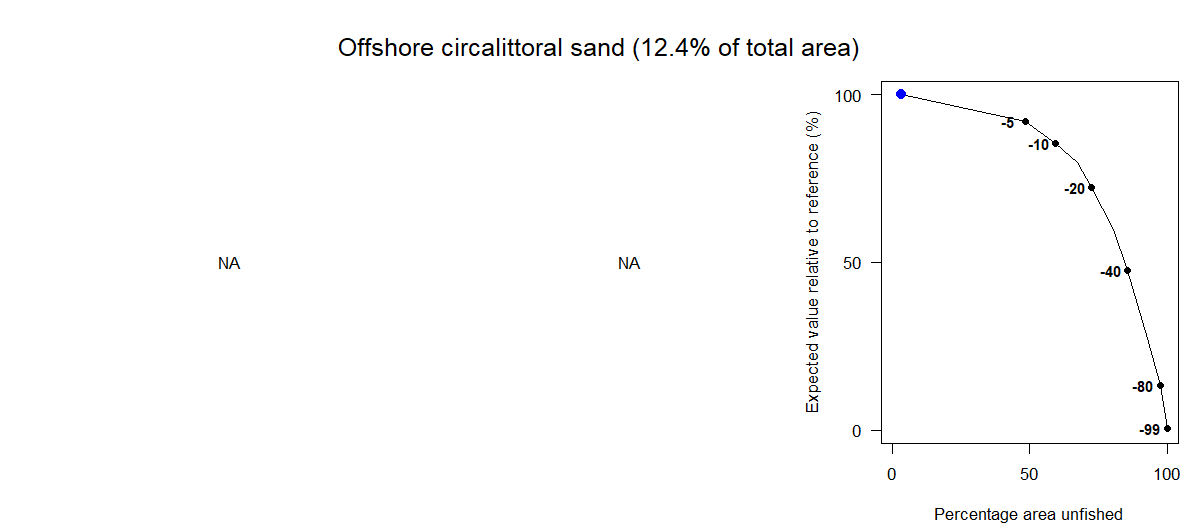 Offshore circalittoral sand (12.4% of total area)
NA
NA
Expected value relative to reference (%)
100
50
0
-5
-10
-20
-40
-80
-99
0 50 100
Percentage area unfished